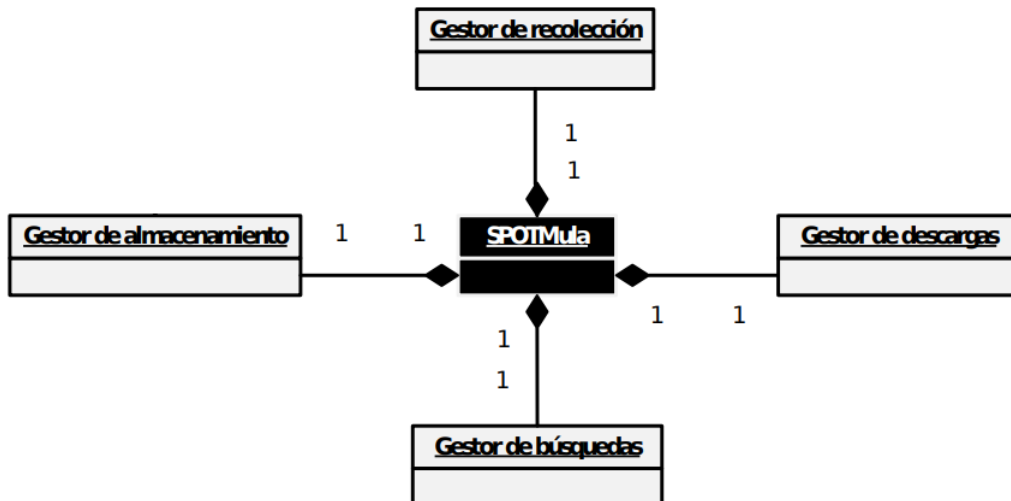 Gestor de recolección
1
1
Gestor de almacenamiento
1
1
SPOTMula
Gestor de descargas
1
1
1
1
Gestor de búsquedas